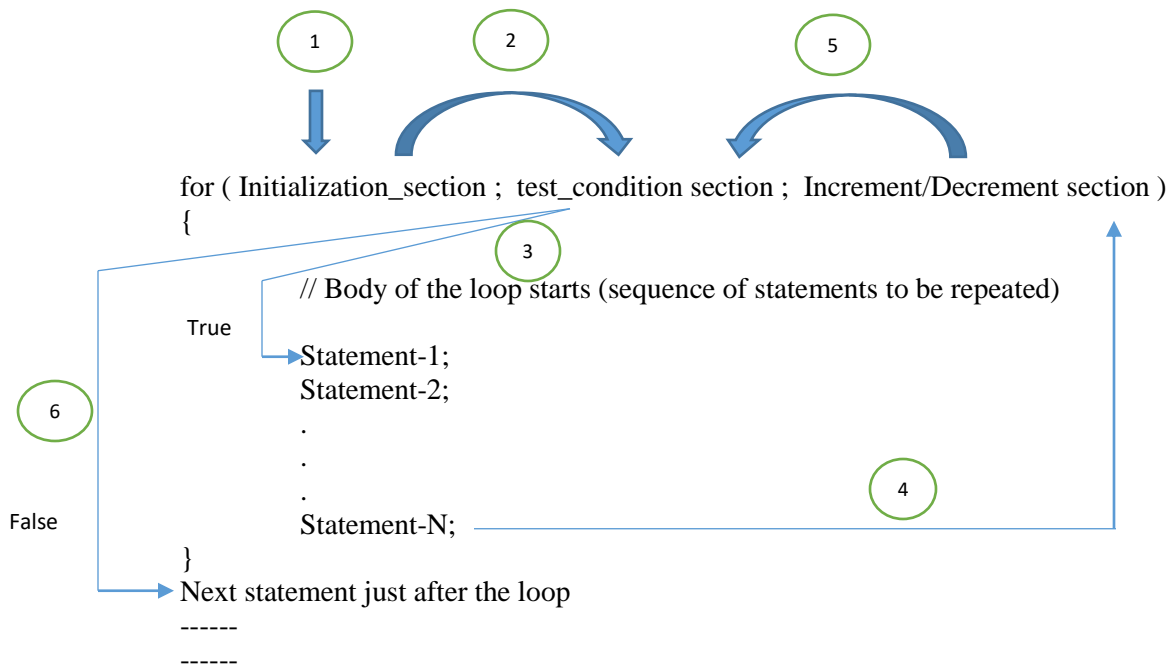 1 2 5
for ( Initialization_section ; test_condition section ; Increment/Decrement section )
{
3
// Body of the loop starts (sequence of statements to be repeated)
True
Statement-1;
Statement-2;
6
.
.
.
4
False
Statement-N;
}
Next statement just after the loop
------
------